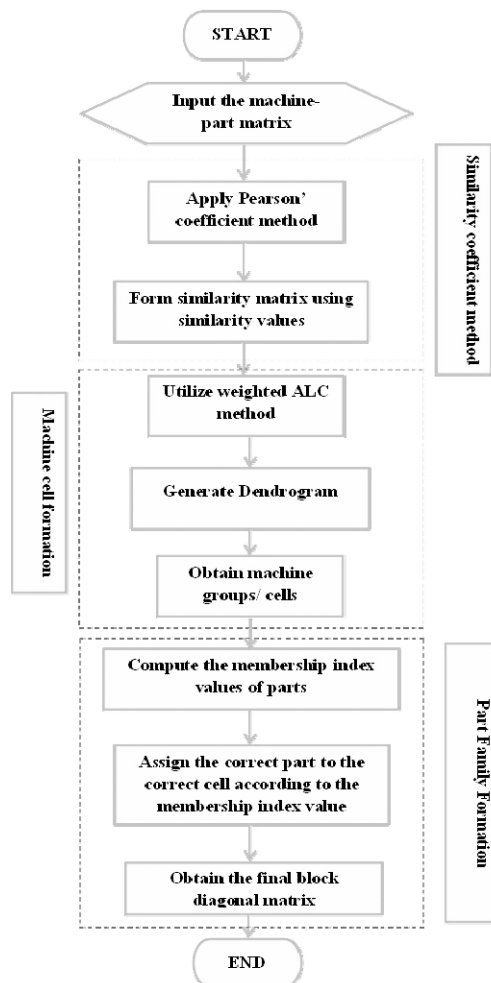 START
Input the machine-
part matrix
Apply Pearson'
coefficient method
Form similarity matrix using
similarity values
Similarity coefficient method
Utilize weighted ALC
method
Generate Dendrogram
Obtain machine
groups/ cells
Machine cell formation
Compute the membership index
values of parts
Assign the correct part to the
correct cell according to the
membership index value
Obtain the final block
diagonal matrix
Part Family Formation
END